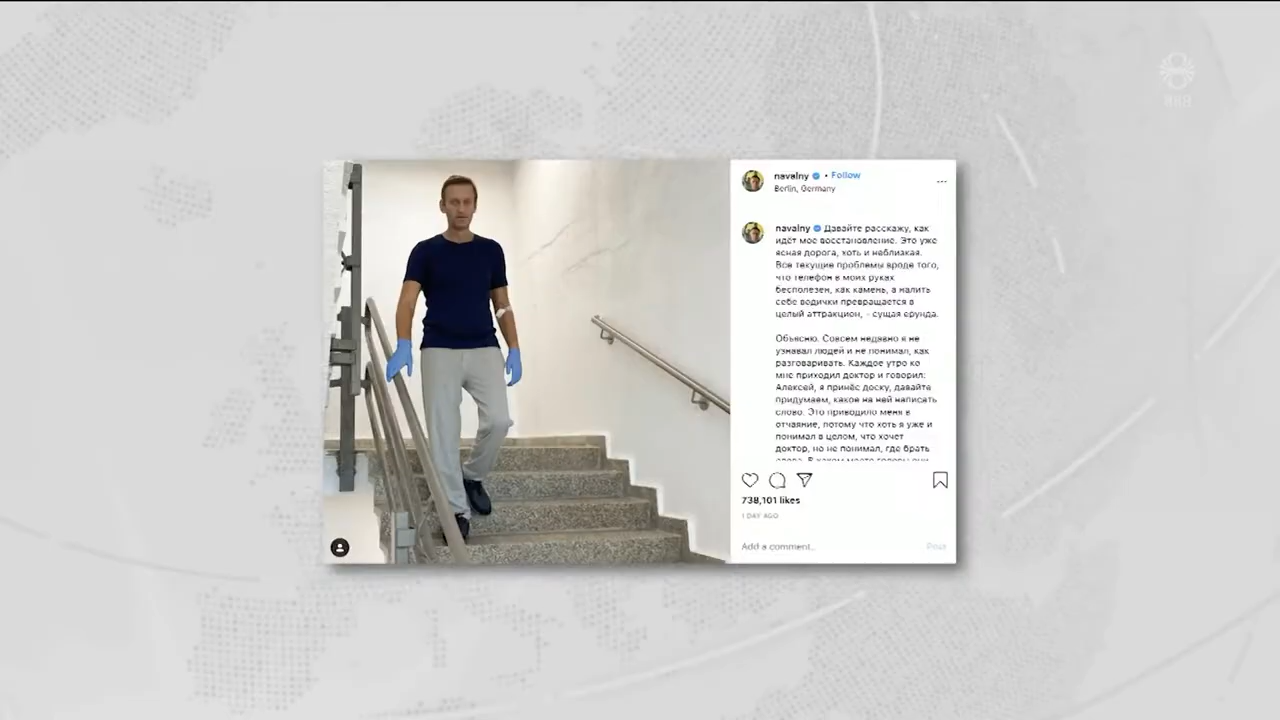 navalny • Follow
Berlin, Germany
navalny Давайте расскажу, как
идёт мое восстановление. Это уже
ясная дорога, хоть и неблизкая.
Все текущие проблемы вроде того,
что телефон в моих руках
бесполезен, как камень, а налить
себе водички превращается в
целый аттракцион, - сущая ерунда.
Объясню. Совсем недавно я не
узнавал людей и не понимал, как
разговаривать. Каждое утро ко
мне приходил доктор и говорил:
Алексей, я принёс доску, давайте
придумаем, какое на ней написать
слово. Это приводило меня в
отчаяние, потому что хоть я уже и
понимал в целом, что хочет
доктор, но не понимал, где брать
738,101 likes
1 DAY AGO
Add a comment..
Post